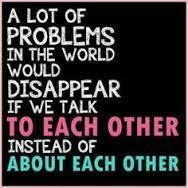 A LOT OF
PROBLEMS
IN THE WORLD
WOULD
DISAPPEAR
IF WE TALK
TO EACH OTHER
INSTEAD OF
ABOUT EACH OTHER